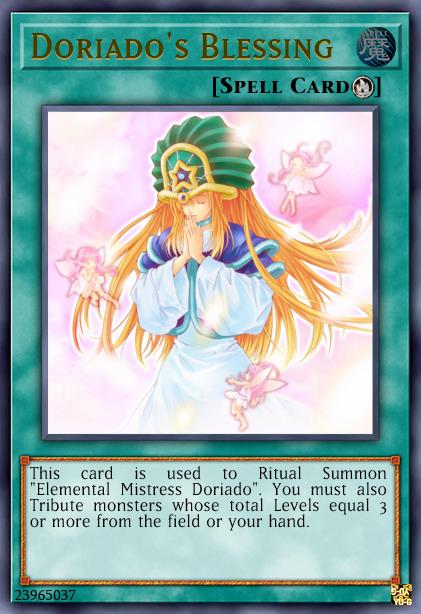 Doriado's Blessing
魔
[Spell Card]
This card is used to Ritual Summon
"Elemental Mistress Doriado". You must also
Tribute monsters whose total Levels equal 3
or more from the field or your hand.
23965037